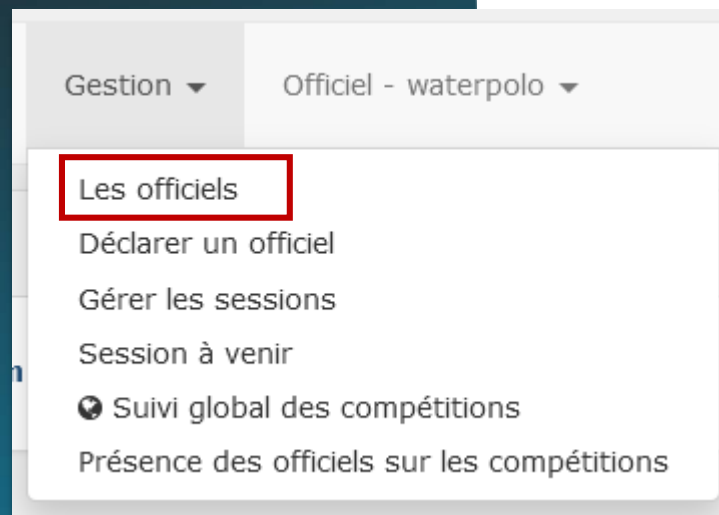 Gestion
Officiel - waterpolo
Les officiels
Déclarer un officiel
Gérer les sessions
Session à venir
Suivi global des compétitions
Présence des officiels sur les compétitions